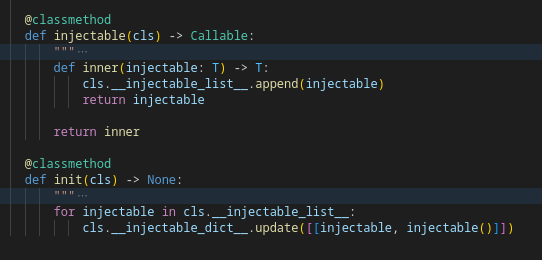 @classmethod
def injectable(cls) -> Callable:
    """...
    def inner(injectable: T) -> T:
        cls.__injectable_list__.append(injectable)
        return injectable

    return inner

@classmethod
def init(cls) -> None:
    """...
    for injectable in cls.__injectable_list__:
        cls.__injectable_dict__.update([[injectable, injectable()]])